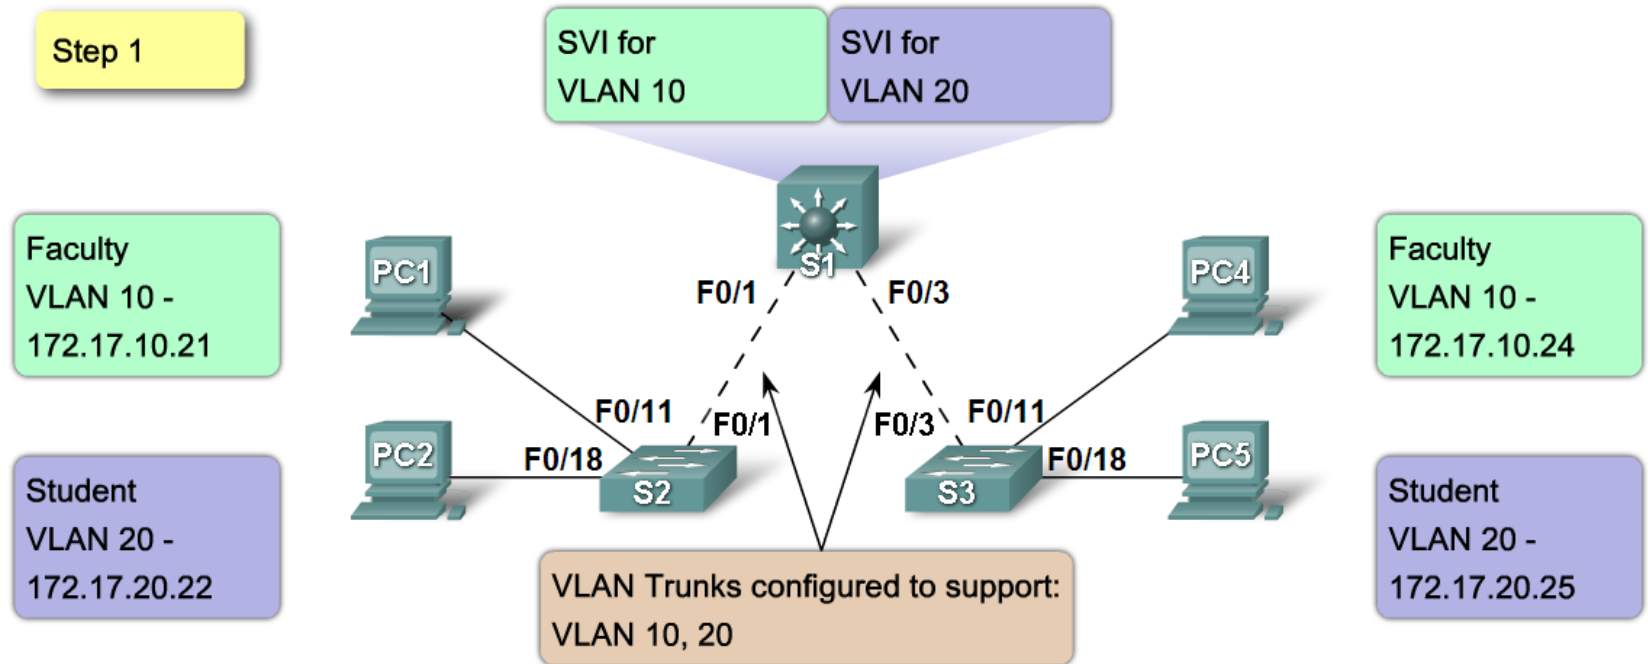 Step 1
SVI for
VLAN 10
SVI for
VLAN 20
S1
F0/1
F0/3
Faculty
VLAN 10 -
172.17.10.21
PC1
PC4
Faculty
VLAN 10 -
172.17.10.24
F0/11
F0/1
F0/3
F0/11
Student
VLAN 20 -
172.17.20.22
PC2
F0/18
S2
S3
F0/18
PC5
Student
VLAN 20 -
172.17.20.25
VLAN Trunks configured to support:
VLAN 10, 20